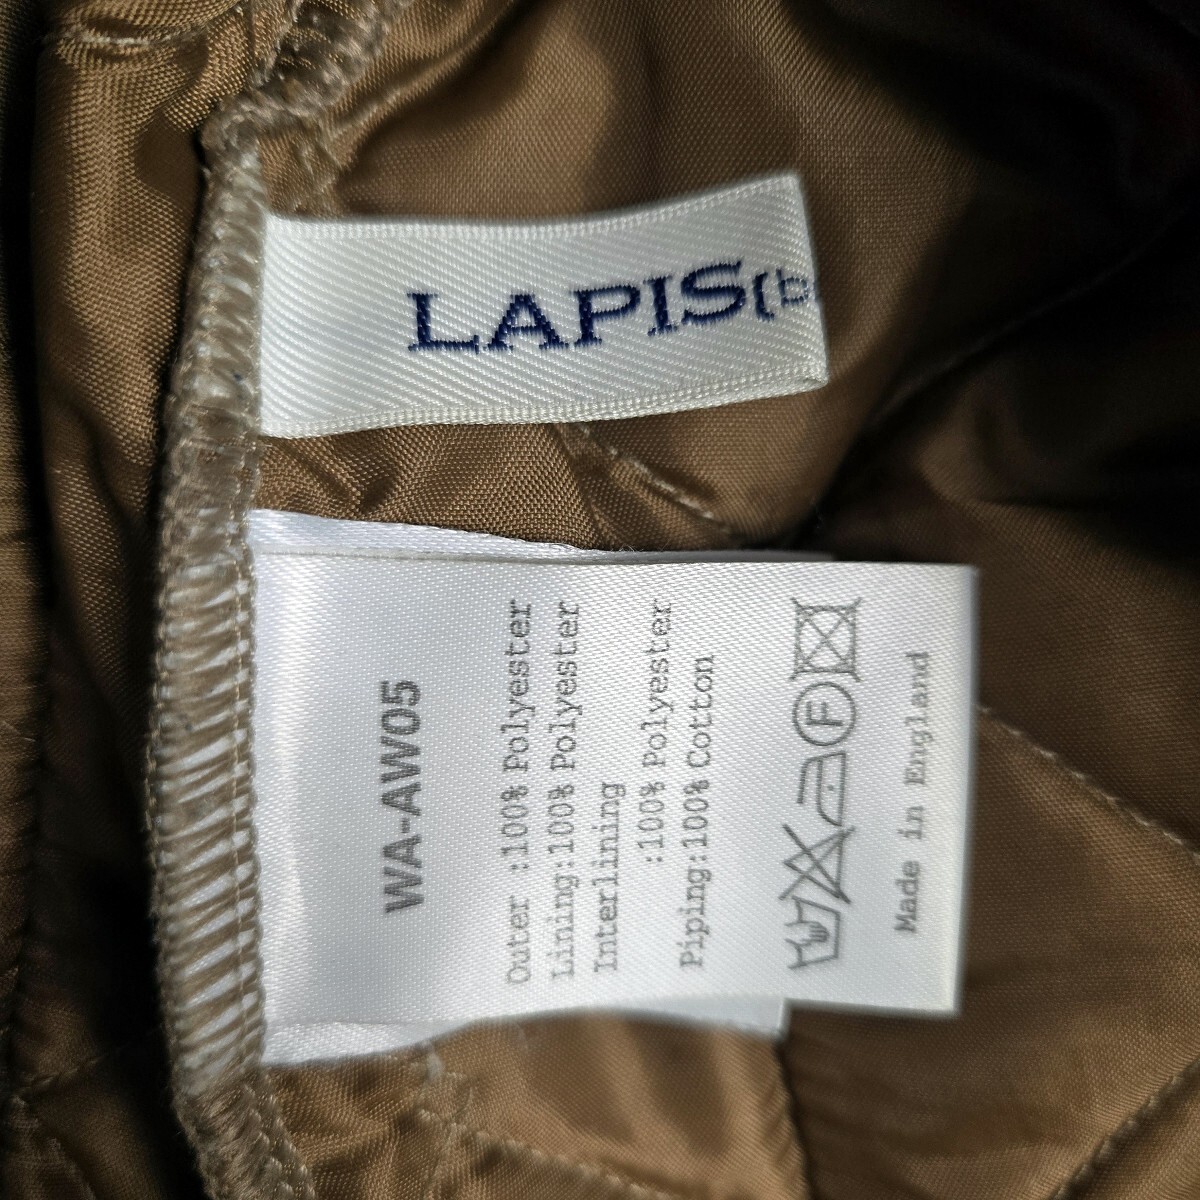 LAPIS(b
WA-AW05
Outer :100% Polyester
Lining:100% Polyester
Interlining
:100% Polyester
Piping:100% Cotton
F
Made in England